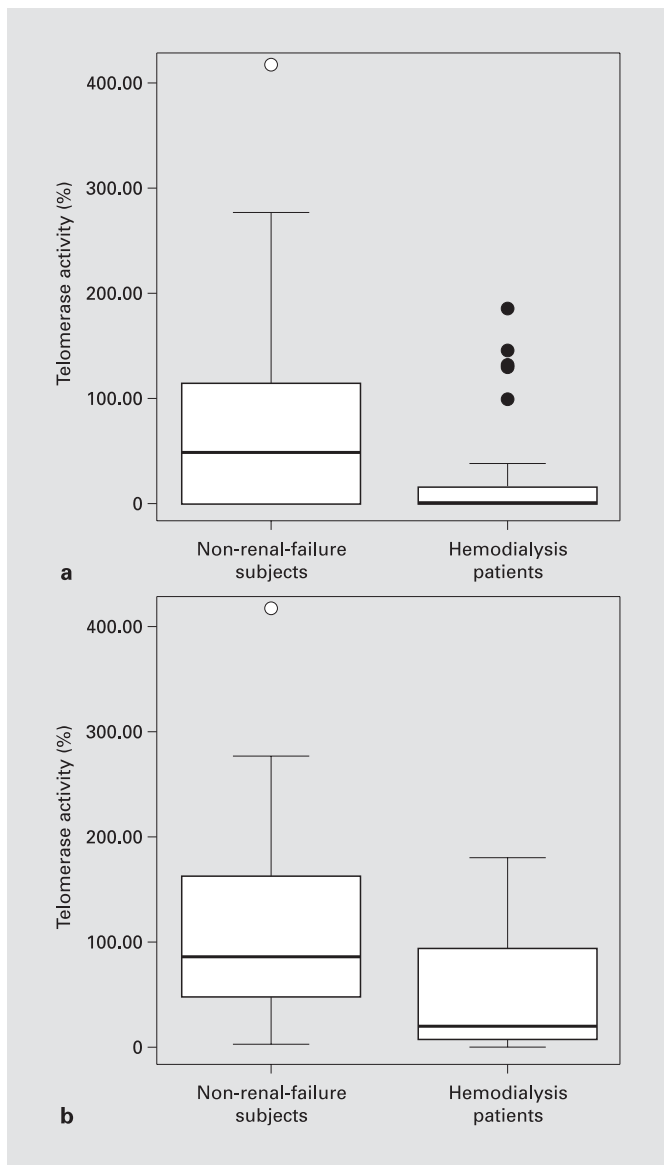 400.00
300.00
200.00
100.00
0
Telomerase activity (%)
Non-renal-failure
subjects
Hemodialysis
patients
a
400.00
300.00
200.00
100.00
0
Telomerase activity (%)
Non-renal-failure
subjects
Hemodialysis
patients
b